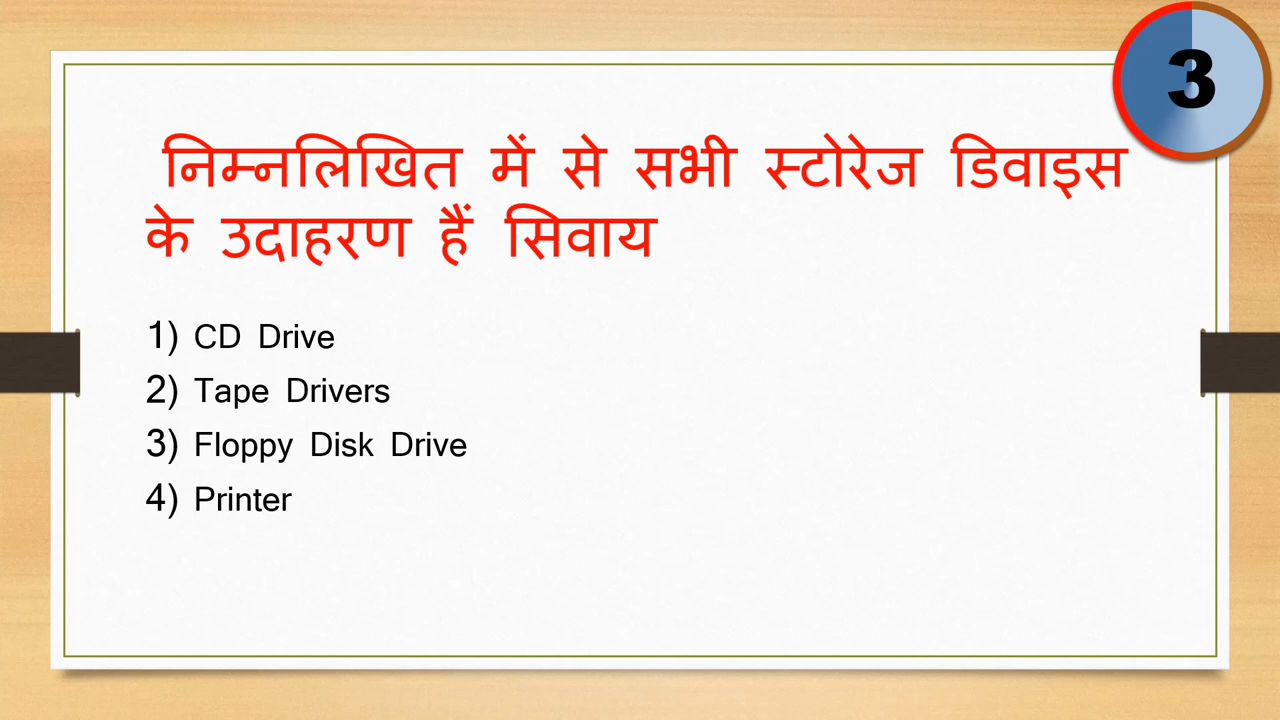 3
निम्नलिखित में से सभी स्टोरेज डिवाइस
के उदाहरण हैं सिवाय
1) CD Drive
2) Tape Drivers
3) Floppy Disk Drive
4) Printer